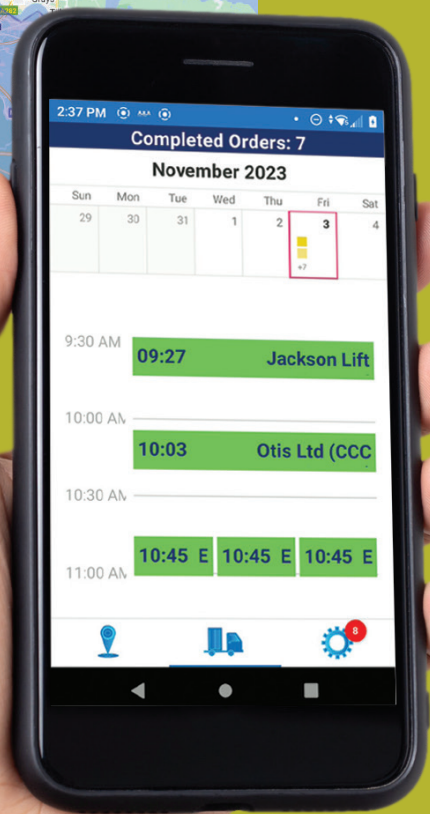 2:37 PM
Completed Orders: 7
November 2023
Sun Mon Tue Wed Thu Fri Sat
29 30 31 1 2 3 4
+7
9:30 AM
09:27 Jackson Lift
10:00 AM
10:03 Otis Ltd (CCC
10:30 AM
10:45 E 10:45 E 10:45 E
11:00 AM
8